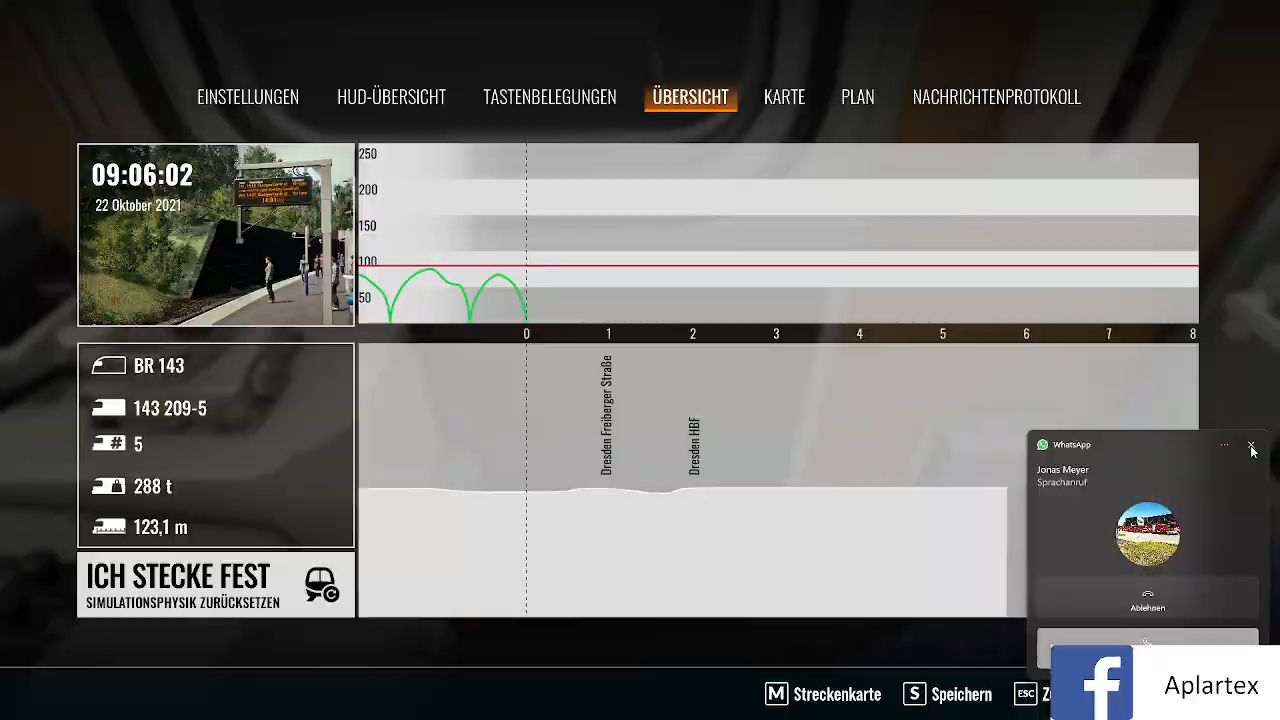 EINSTELLUNGEN HUD-ÜBERSICHT TASTENBELEGUNGEN ÜBERSICHT KARTE PLAN NACHRICHTENPROTOKOLL
09:06:02
22 Oktober 2021
250
200
150
100
50
0 1 2 3 4 5 6 7 8
BR 143
143 209-5
# 5
288 t
123,1 m
ICH STECKE FEST
SIMULATIONSPHYSIK ZURÜCKSETZEN
Dresden Freiberger Straße
Dresden HBF
WhatsApp
Jonas Meyer
Sprachanruf
Ablehnen
M Streckenkarte S Speichern ESC
f Aplartex